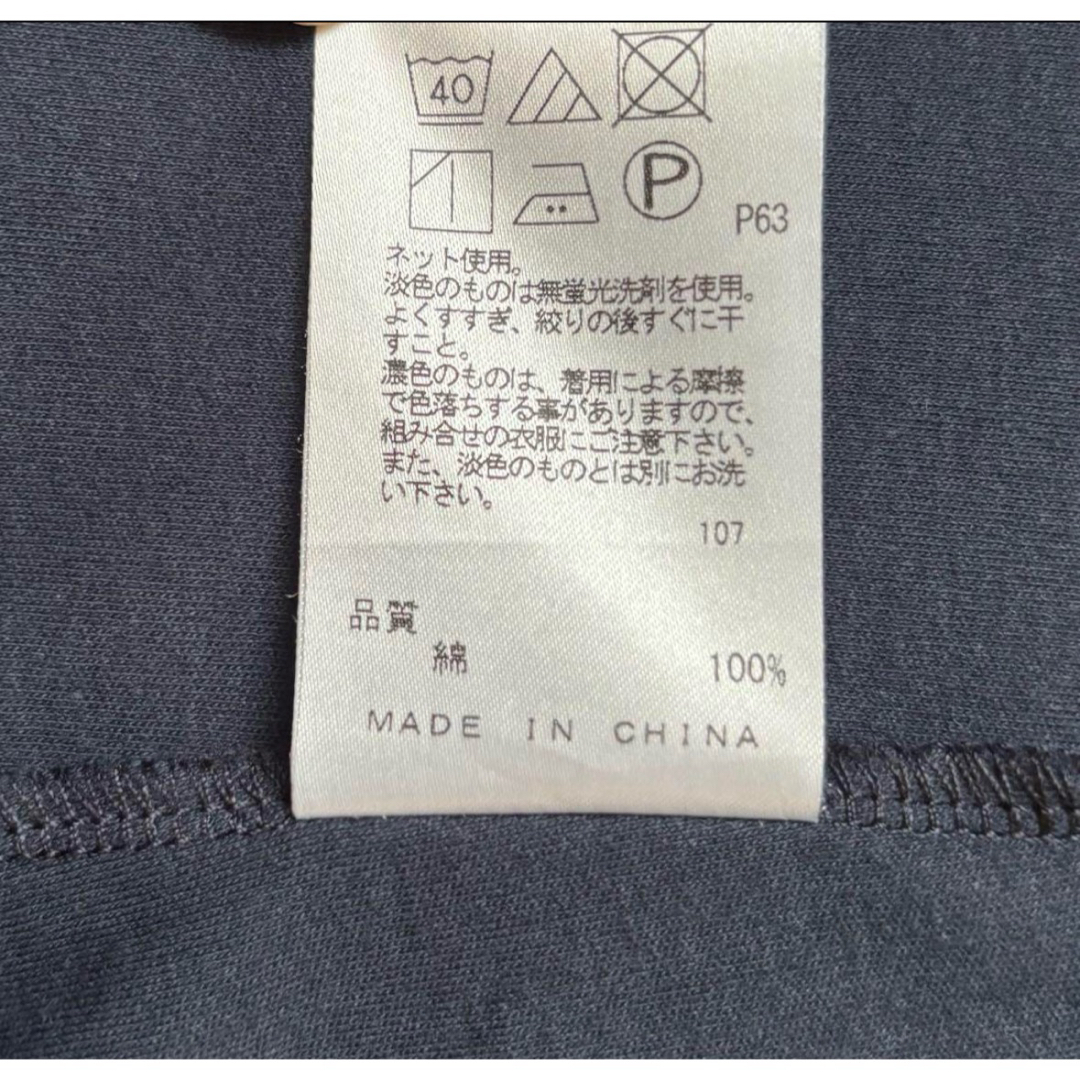 40
P
P63
ネット使用。
淡色のものは無蛍光洗剤を使用。
よくすすぎ、絞りの後すぐに干
すこと。
濃色のものは、着用による摩擦
で色落ちする事がありますので、
組み合せの衣服にご注意下さい。
また、淡色のものとは別にお洗
い下さい。
107
品質
綿 100%
MADE IN CHINA